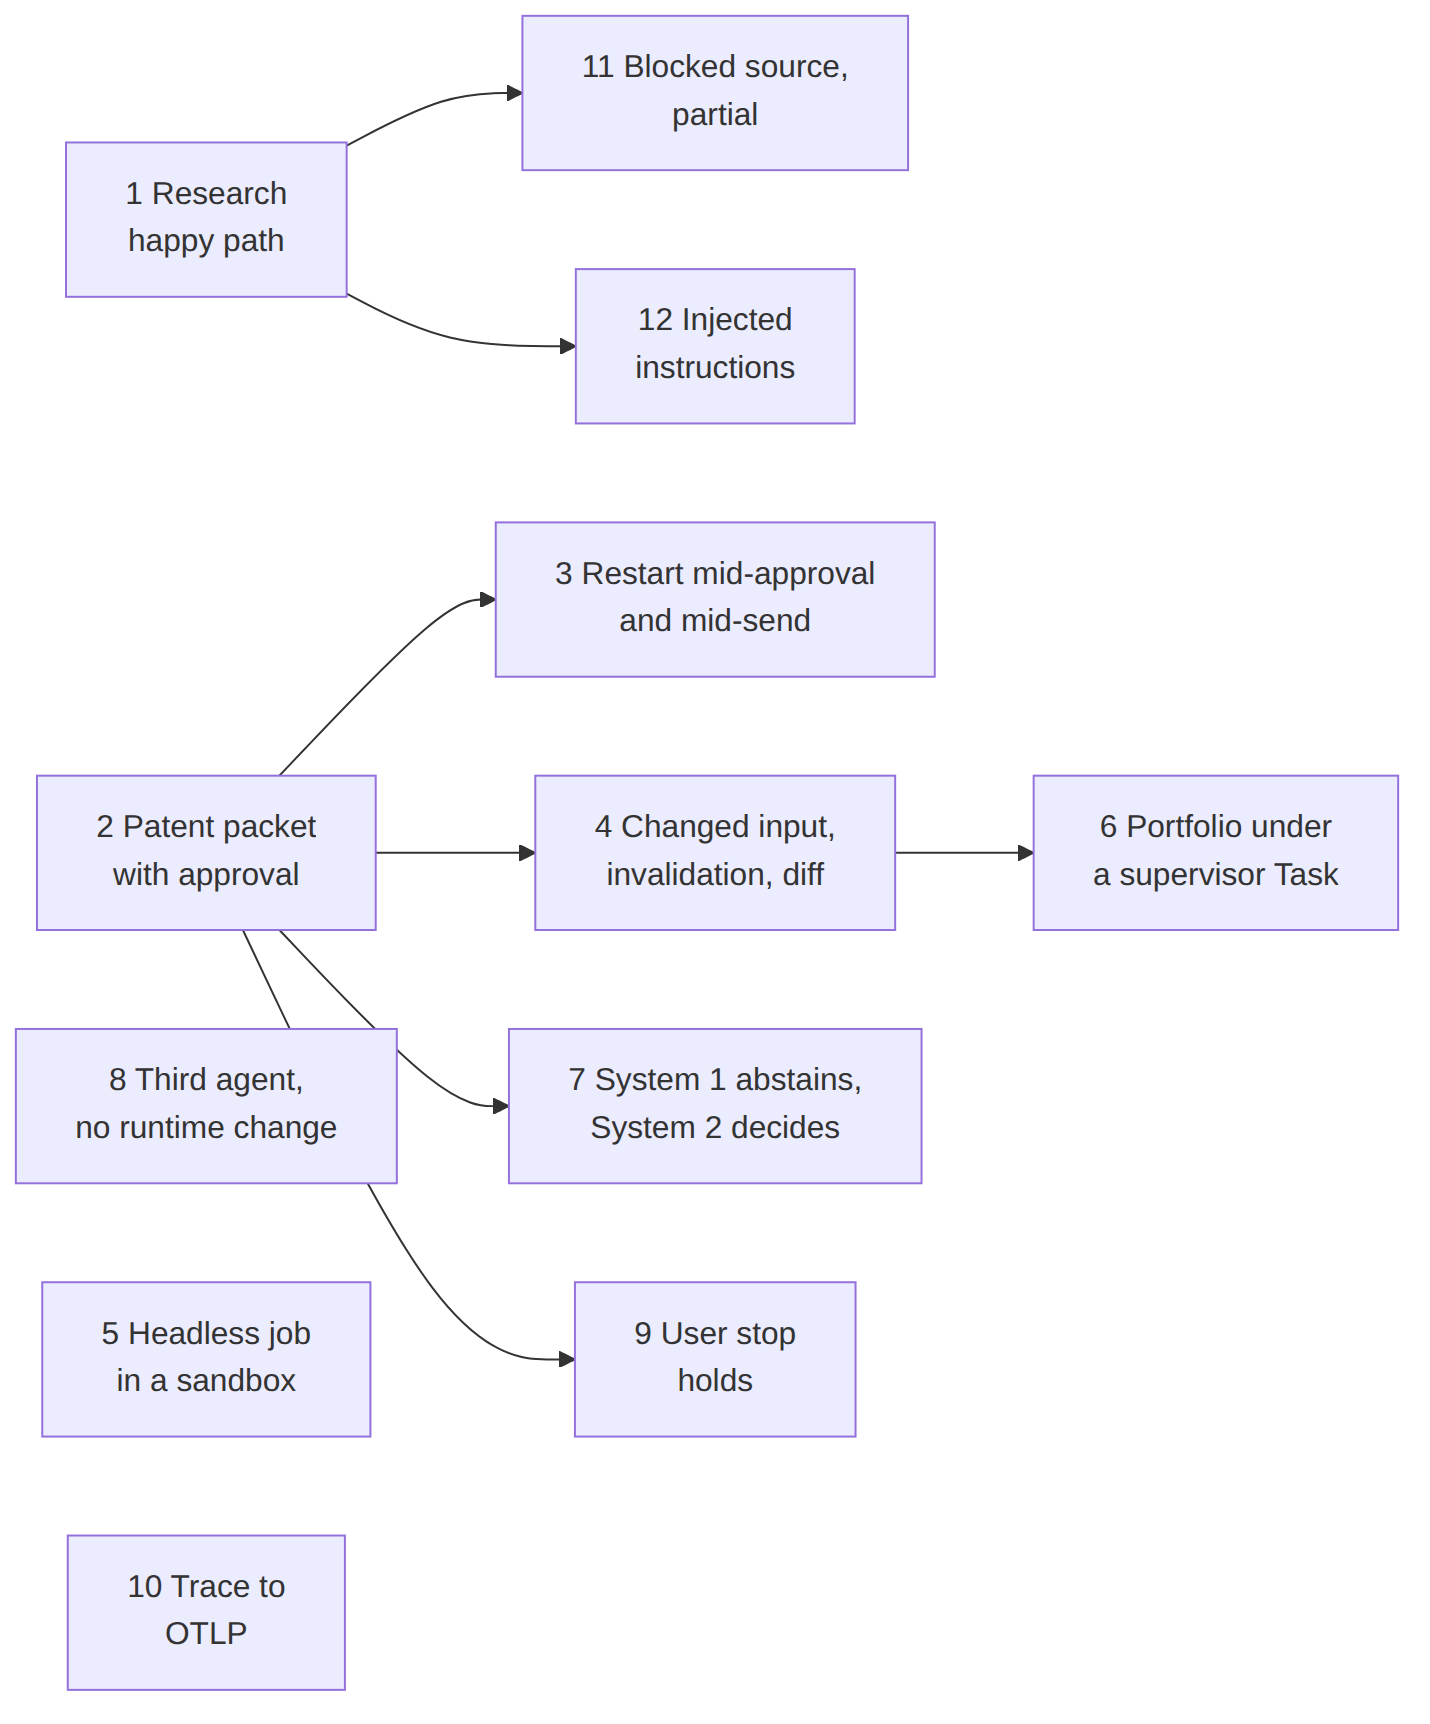 11 Blocked source,
partial
1 Research
happy path
12 Injected
instructions
3 Restart mid-approval
and mid-send
2 Patent packet
with approval
4 Changed input,
invalidation, diff
6 Portfolio under
a supervisor Task
8 Third agent,
no runtime change
7 System 1 abstains,
System 2 decides
5 Headless job
in a sandbox
9 User stop
holds
10 Trace to
OTLP